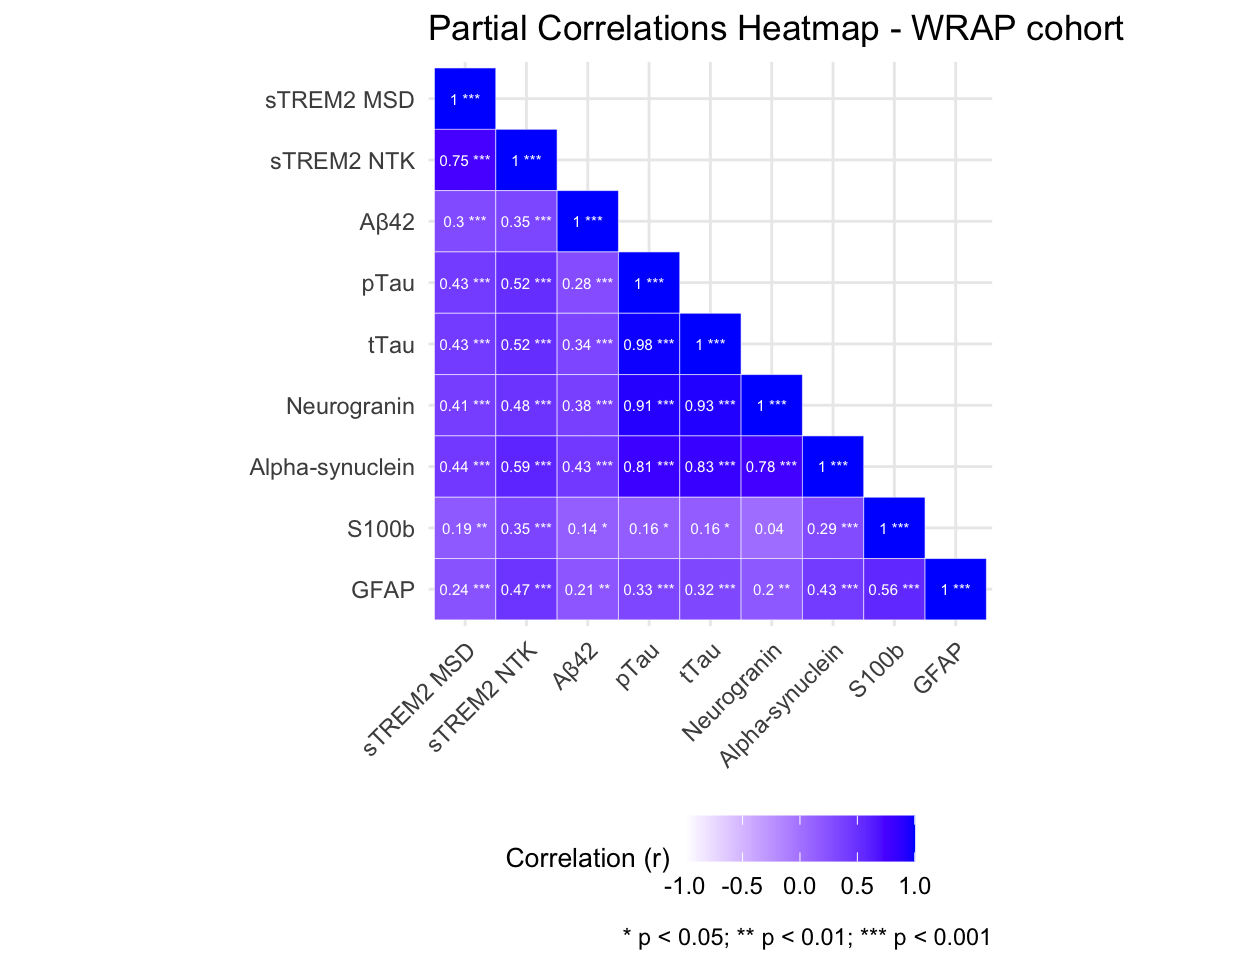 Partial Correlations Heatmap - WRAP cohort
sTREM2 MSD 1 ***
sTREM2 NTK 0.75 *** 1 ***
Aβ42 0.3 *** 0.35 *** 1 ***
pTau 0.43 *** 0.52 *** 0.28 *** 1 ***
tTau 0.43 *** 0.52 *** 0.34 *** 0.98 *** 1 ***
Neurogranin 0.41 *** 0.48 *** 0.38 *** 0.91 *** 0.93 *** 1 ***
Alpha-synuclein 0.44 *** 0.59 *** 0.43 *** 0.81 *** 0.83 *** 0.78 *** 1 ***
S100b 0.19 ** 0.35 *** 0.14 * 0.16 * 0.16 * 0.04 0.29 *** 1 ***
GFAP 0.24 *** 0.47 *** 0.21 ** 0.33 *** 0.32 *** 0.2 ** 0.43 *** 0.56 *** 1 ***
sTREM2 MSD sTREM2 NTK Aβ42 pTau tTau Neurogranin Alpha-synuclein S100b GFAP
Correlation (r)
-1.0 -0.5 0.0 0.5 1.0
* p < 0.05; ** p < 0.01; *** p < 0.001